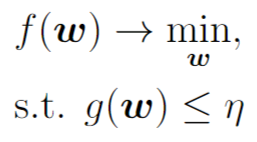 f(w) → min,
w
s.t. g(w) ≤ η